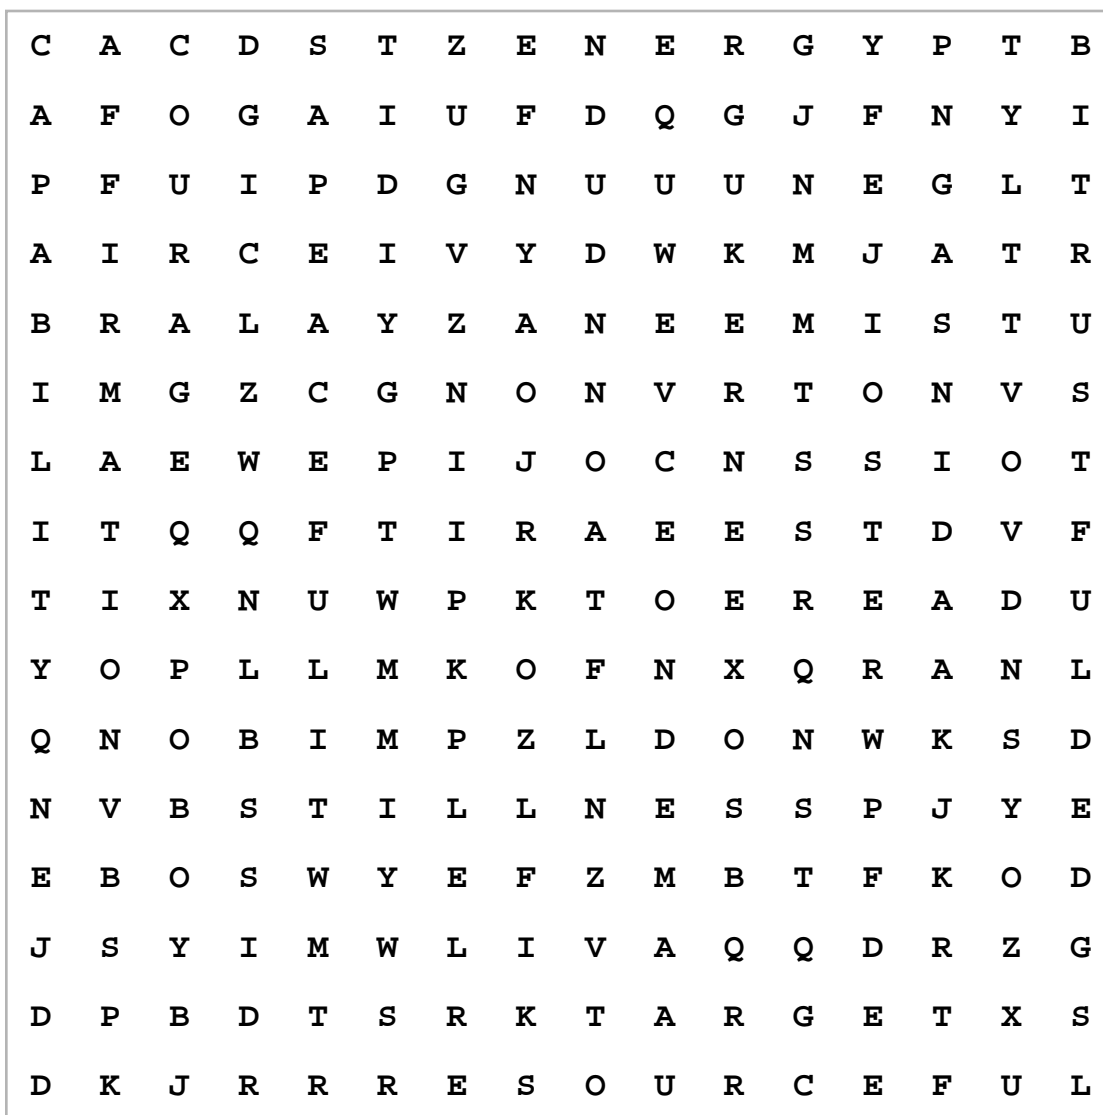 C A C D S T Z E N E R G Y P T B
A F O G A I U F D Q G J F N Y I
P F U I P D G N U U U N E G L T
A I R C E I V Y D W K M J A T R
B R A L A Y Z A N E E M I S T U
I M G Z C G N O N V R T O N V S
L A E W E P I J O C N S S I O T
I T Q Q F T I R A E E S T D V F
T I X N U W P K T O E R E A D U
Y O P L L M K O F N X Q R A N L
Q N O B I M P Z L D O N W K S D
N V B S T I L L N E S S P J Y E
E B O S W Y E F Z M B T F K O D
J S Y I M W L I V A Q Q D R Z G
D P B D T S R K T A R G E T X S
D K J R R R E S O U R C E F U L